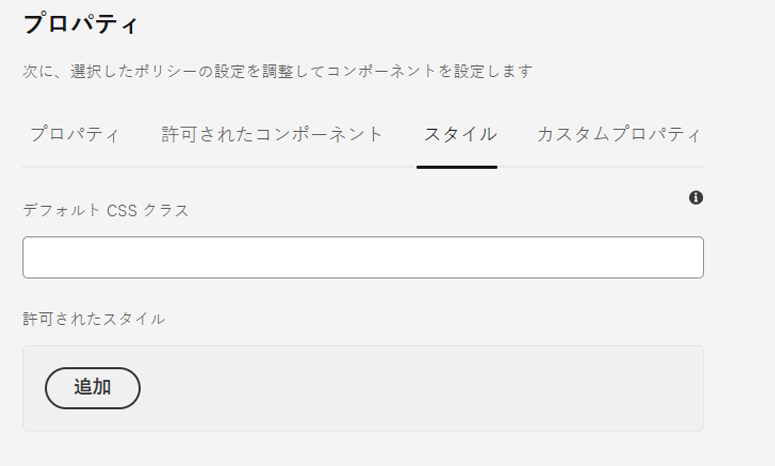 プロパティ
次に、選択したポリシーの設定を調整してコンポーネントを設定します
プロパティ 許可されたコンポーネント スタイル カスタムプロパティ
デフォルト CSS クラス
許可されたスタイル
追加